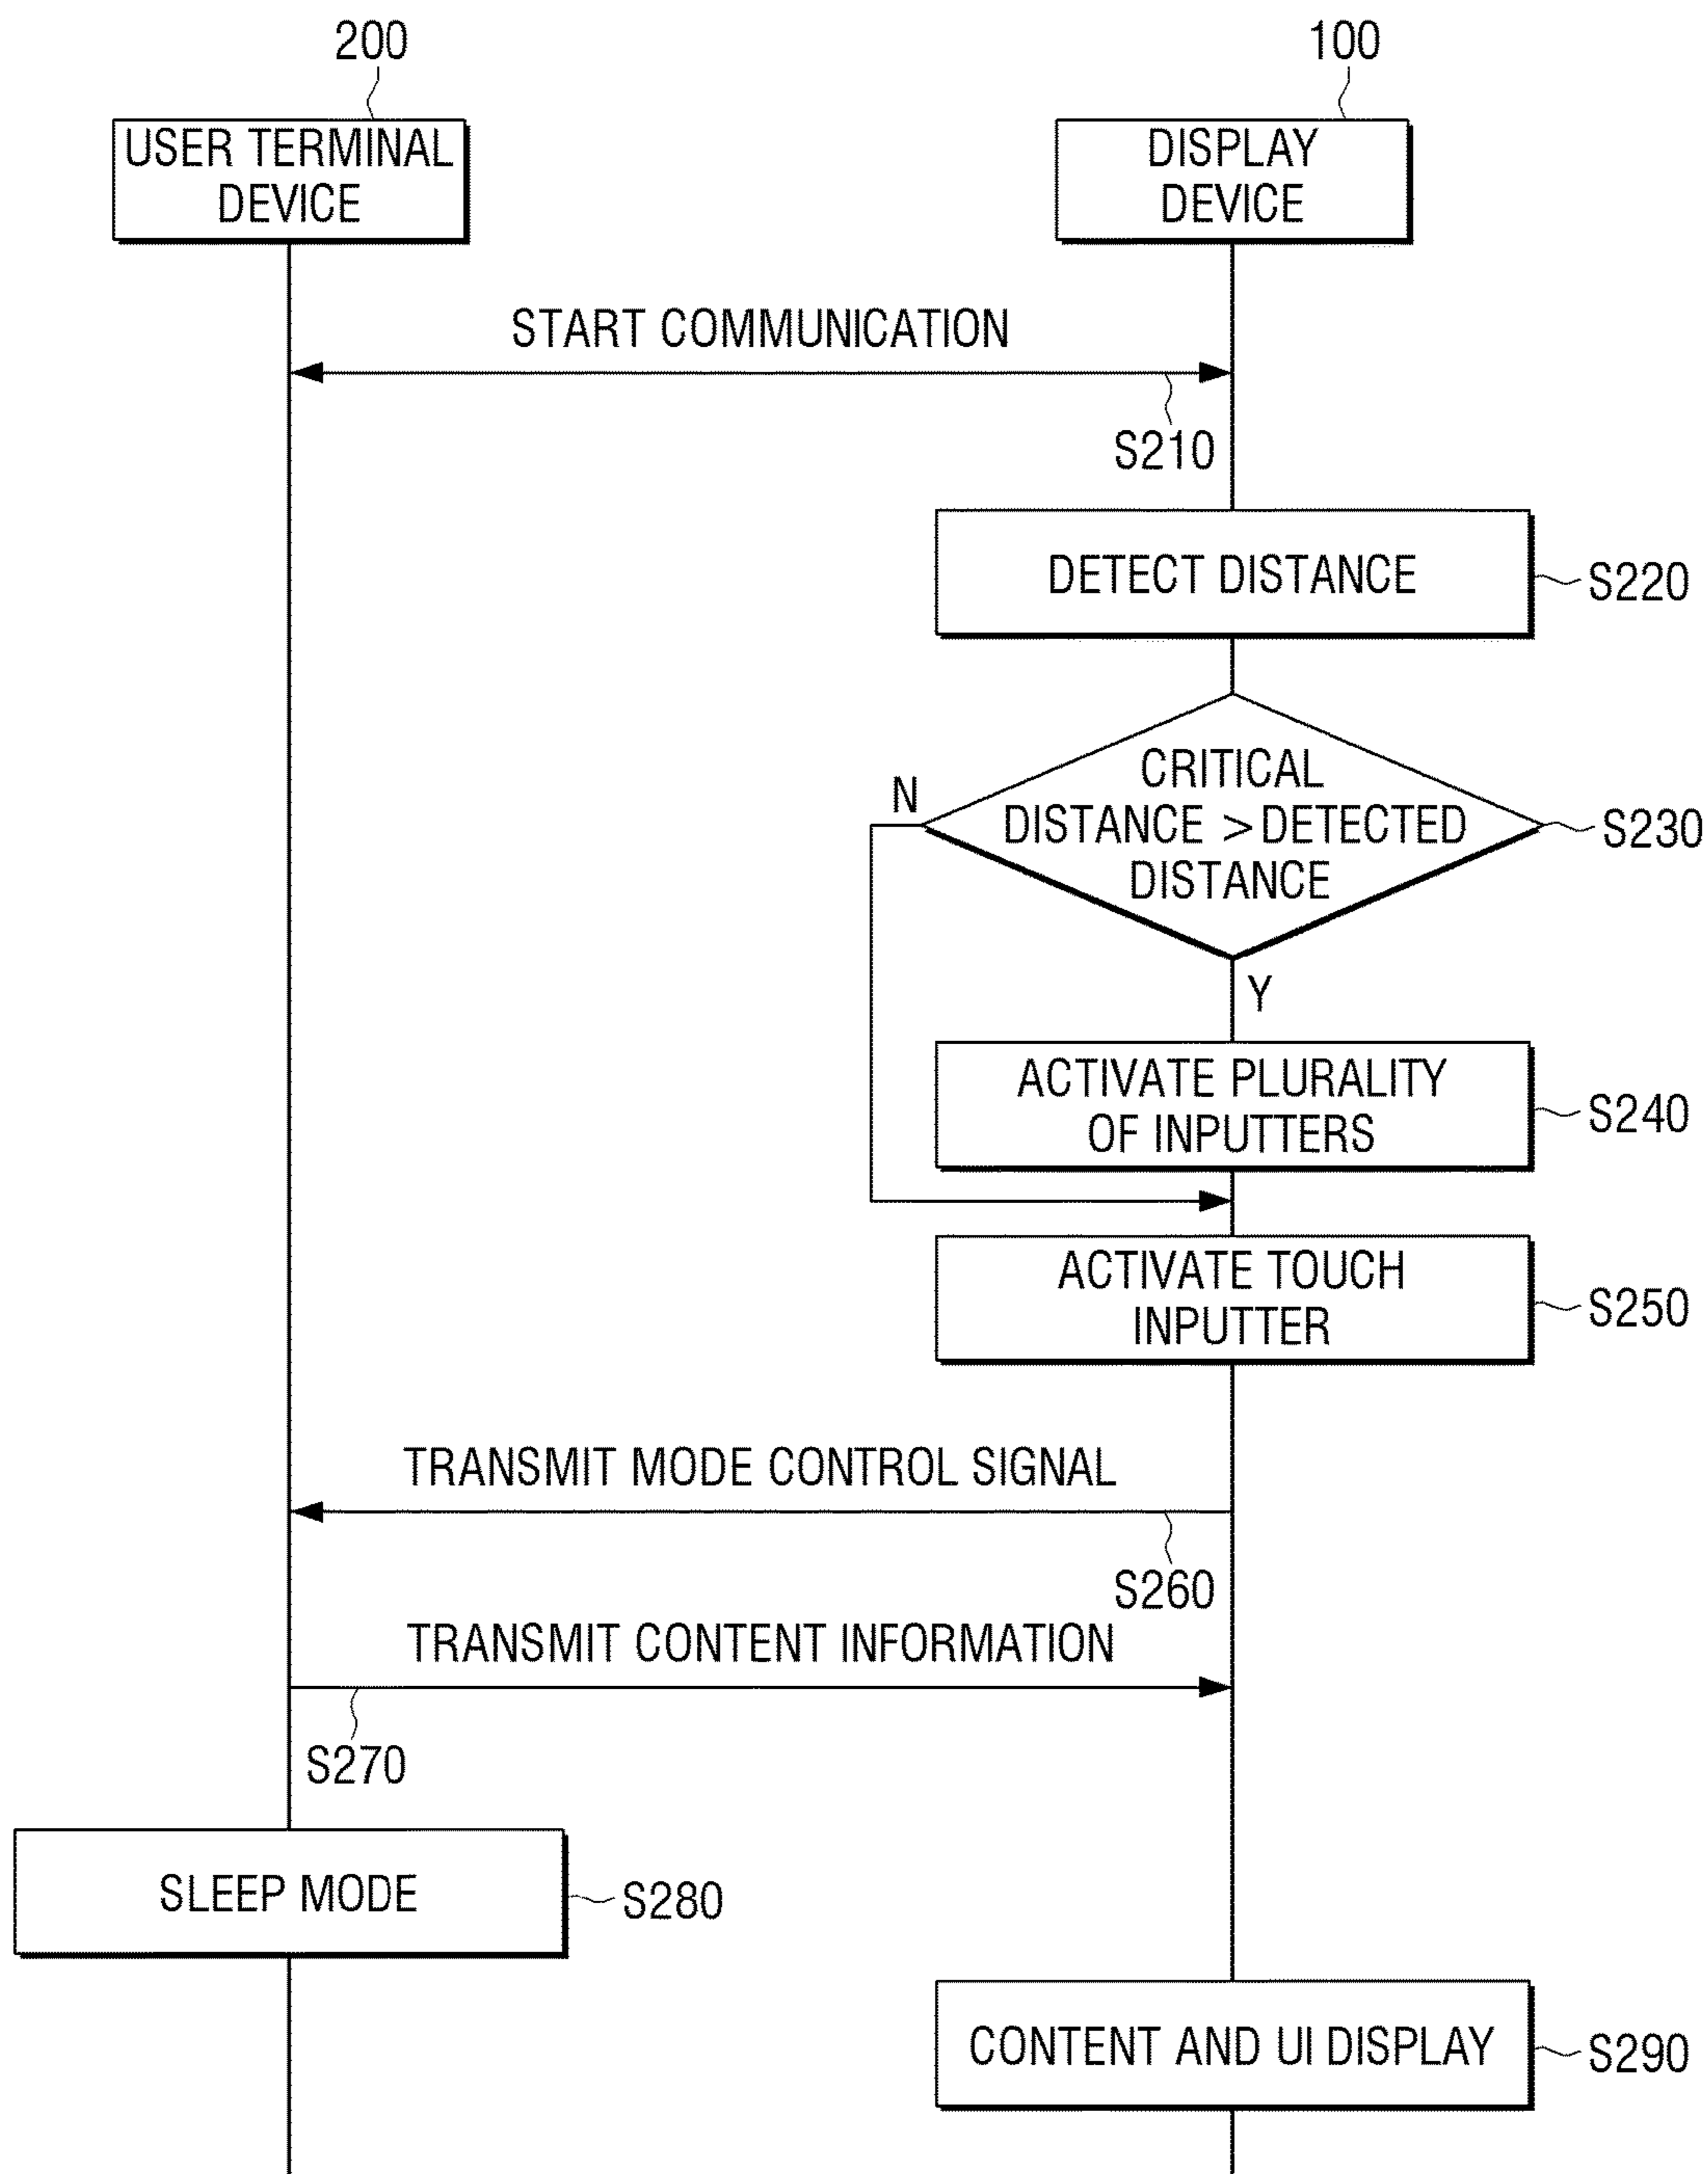 200
100
USER TERMINAL
DEVICE
DISPLAY
DEVICE
START COMMUNICATION
S210
DETECT DISTANCE
S220
CRITICAL
DISTANCE > DETECTED
DISTANCE
S230
N
Y
ACTIVATE PLURALITY
OF INPUTTERS
S240
ACTIVATE TOUCH
INPUTTER
S250
TRANSMIT MODE CONTROL SIGNAL
S260
TRANSMIT CONTENT INFORMATION
S270
SLEEP MODE
S280
CONTENT AND UI DISPLAY
S290